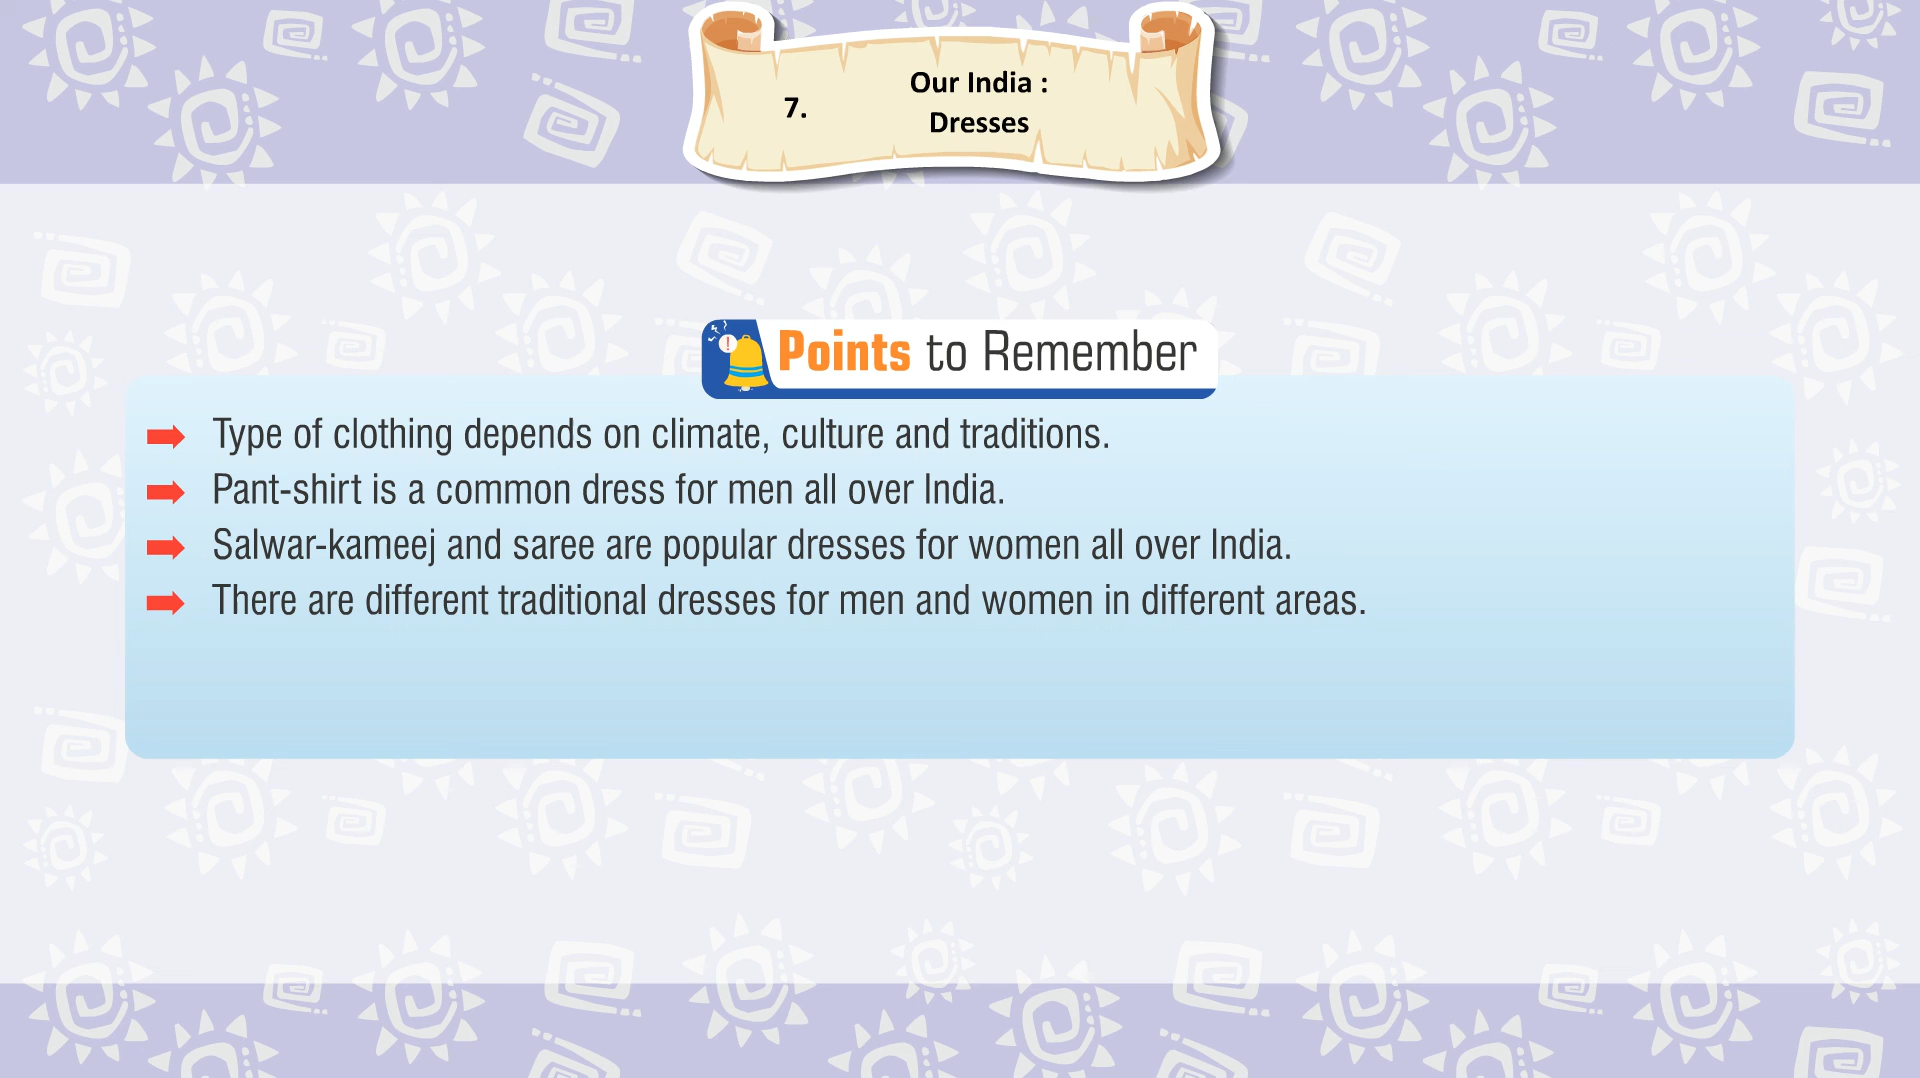 7.
Our India :
Dresses
Points to Remember
Type of clothing depends on climate, culture and traditions.
Pant-shirt is a common dress for men all over India.
Salwar-kameej and saree are popular dresses for women all over India.
There are different traditional dresses for men and women in different areas.